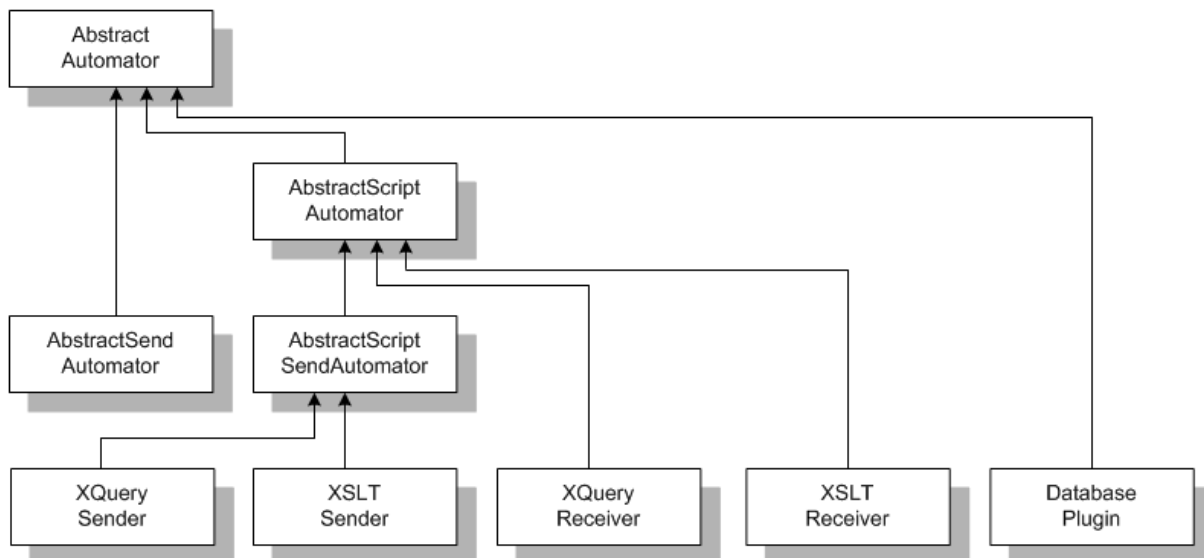 Abstract
Automator
AbstractScript
Automator
AbstractSend
Automator
AbstractScript
SendAutomator
XQuery
Sender
XSLT
Sender
XQuery
Receiver
XSLT
Receiver
Database
Plugin